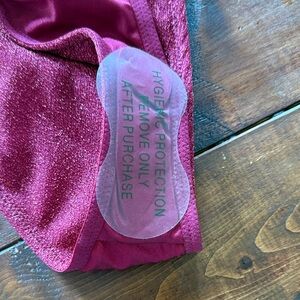 HYGIENIC PROTECTION
REMOVE ONLY
AFTER PURCHASE